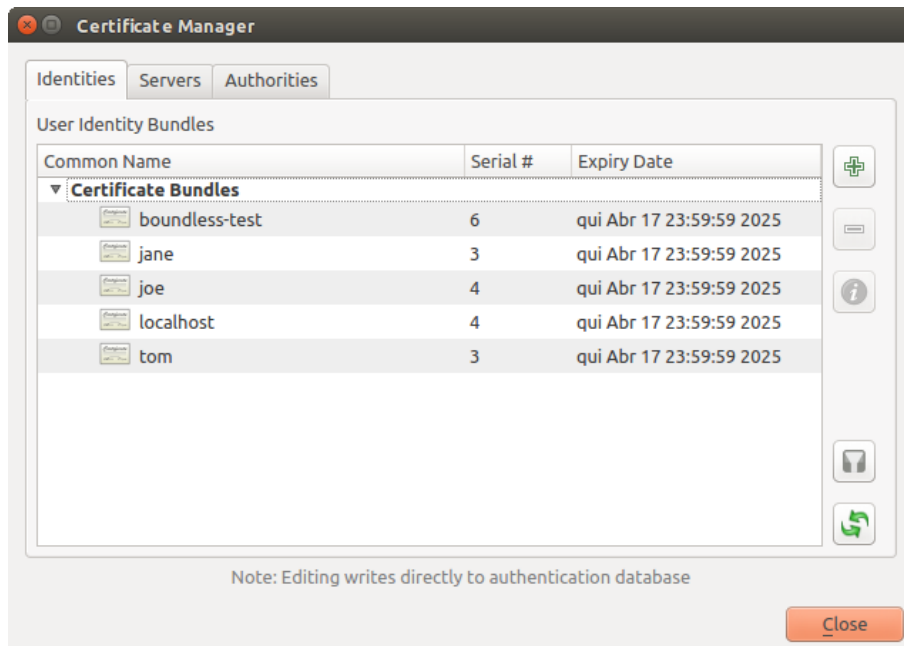 Certificate Manager
Identities Servers Authorities
User Identity Bundles
Common Name Serial # Expiry Date
Certificate Bundles
boundless-test 6 qui Abr 17 23:59:59 2025
jane 3 qui Abr 17 23:59:59 2025
joe 4 qui Abr 17 23:59:59 2025
localhost 4 qui Abr 17 23:59:59 2025
tom 3 qui Abr 17 23:59:59 2025
Note: Editing writes directly to authentication database
Close